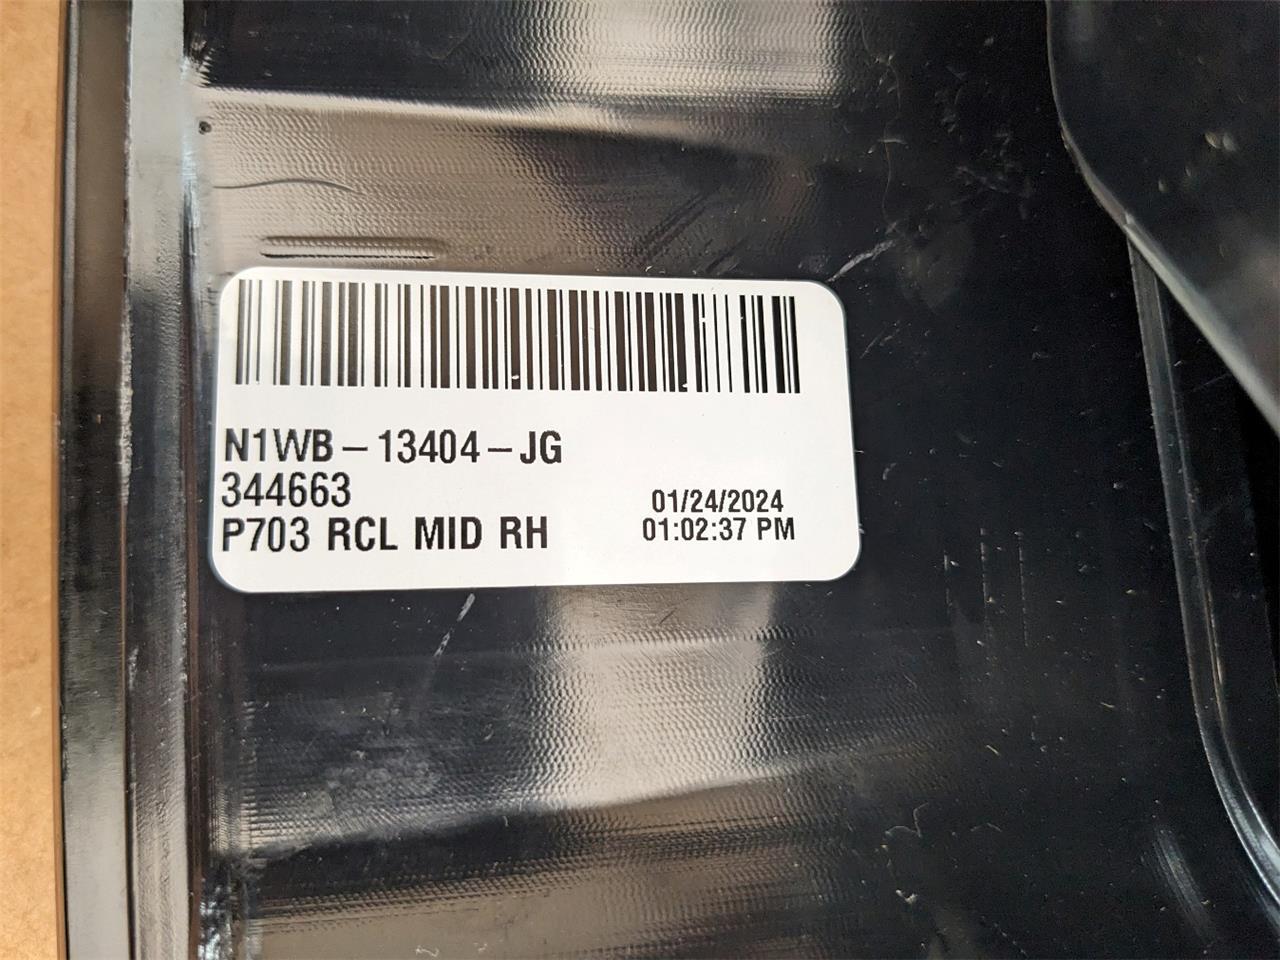 N1WB-13404-JG
344663
P703 RCL MID RH
01/24/2024
01:02:37 PM